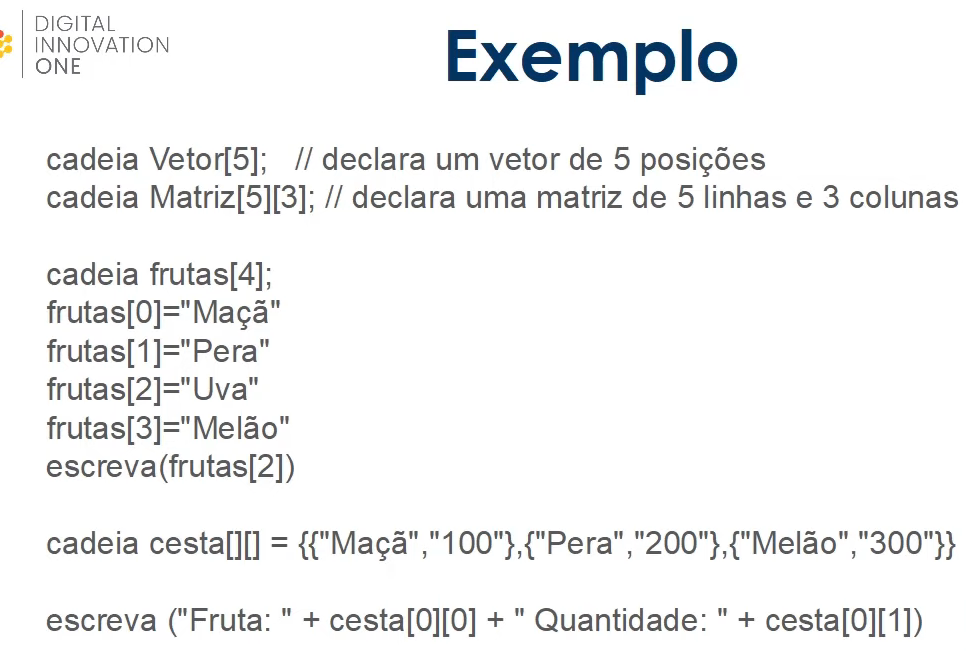 DIGITAL
INNOVATION
ONE
Exemplo
cadeia Vetor[5];   // declara um vetor de 5 posições
cadeia Matriz[5][3]; // declara uma matriz de 5 linhas e 3 colunas
cadeia frutas[4];
frutas[0]="Maçã"
frutas[1]="Pera"
frutas[2]="Uva"
frutas[3]="Melão"
escreva(frutas[2])
cadeia cesta[][] = {{"Maçã","100"},{"Pera","200"},{"Melão","300"}}
escreva ("Fruta: " + cesta[0][0] + " Quantidade: " + cesta[0][1])